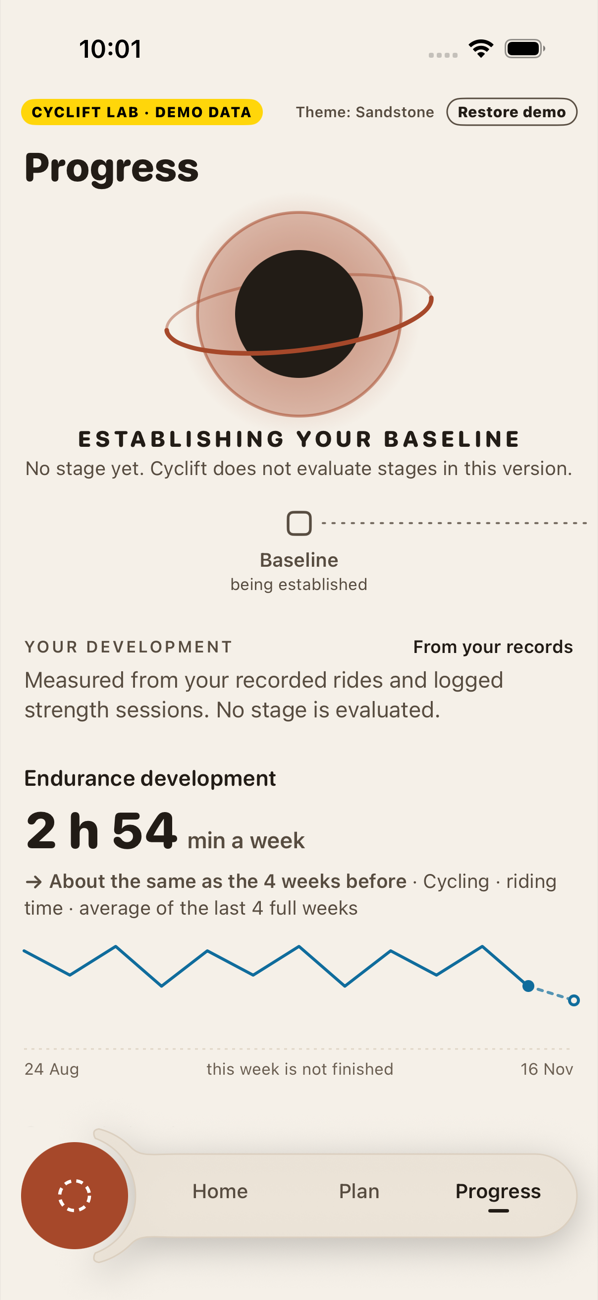 10:01
CYCLIFT LAB · DEMO DATA
Theme: Sandstone
Restore demo
Progress
ESTABLISHING YOUR BASELINE
No stage yet. Cyclift does not evaluate stages in this version.
Baseline
being established
YOUR DEVELOPMENT
From your records
Measured from your recorded rides and logged
strength sessions. No stage is evaluated.
Endurance development
2 h 54 min a week
→ About the same as the 4 weeks before · Cycling · riding
time · average of the last 4 full weeks
24 Aug
this week is not finished
16 Nov
Home
Plan
Progress